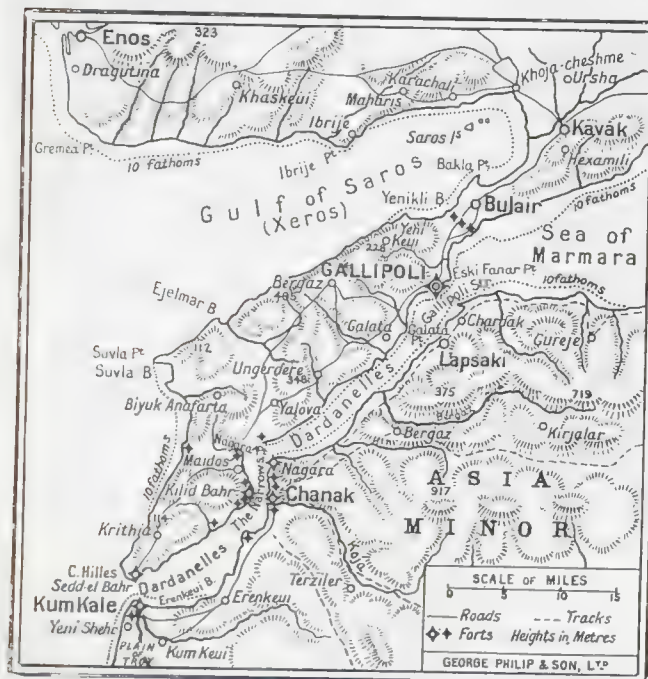 Enos
323
Dragutina
Khaskeui
Karachali
Maharis
Khoja-cheshme
Ursha
Ibrije
Saros Is
Kavak
Gremea Pt.
10 fathoms
Ibrije Pt.
Bakla Pt.
Hexamili
Gulf of Saros
(Xeros)
Yenikli B.
Bulair
10 fathoms
Yeni
Keui
228
Sea of
Marmara
GALLIPOLI
Eski Fanar Pt.
10 fathoms
Bergaz
405
Ejelmar B.
Gallipoli Str.
Galata
Galata
Pt.
Chardak
Gureje
Lapsaki
Suvla Pt.
Suvla B.
112
Ungerdere
348
375
719
Biyuk Anafarta
Yalova
Dardanelles
Bergaz
Kirjalar
Nagara
Maidos
Nagara
ASIA
917
10 fathoms
Kilid Bahr
The Narrows
Chanak
MINOR
Krithia
Dardanelles
Koja
C. Hilles
Sedd-el Bahr
Erenkeui B.
Terziler
Kum Kale
Erenkeui
Yeni Shehr
Kum Keui
PLAIN
OF
TROY
SCALE OF MILES
0 5 10 15
Roads Tracks
Forts Heights in Metres
GEORGE PHILIP & SON, LTD